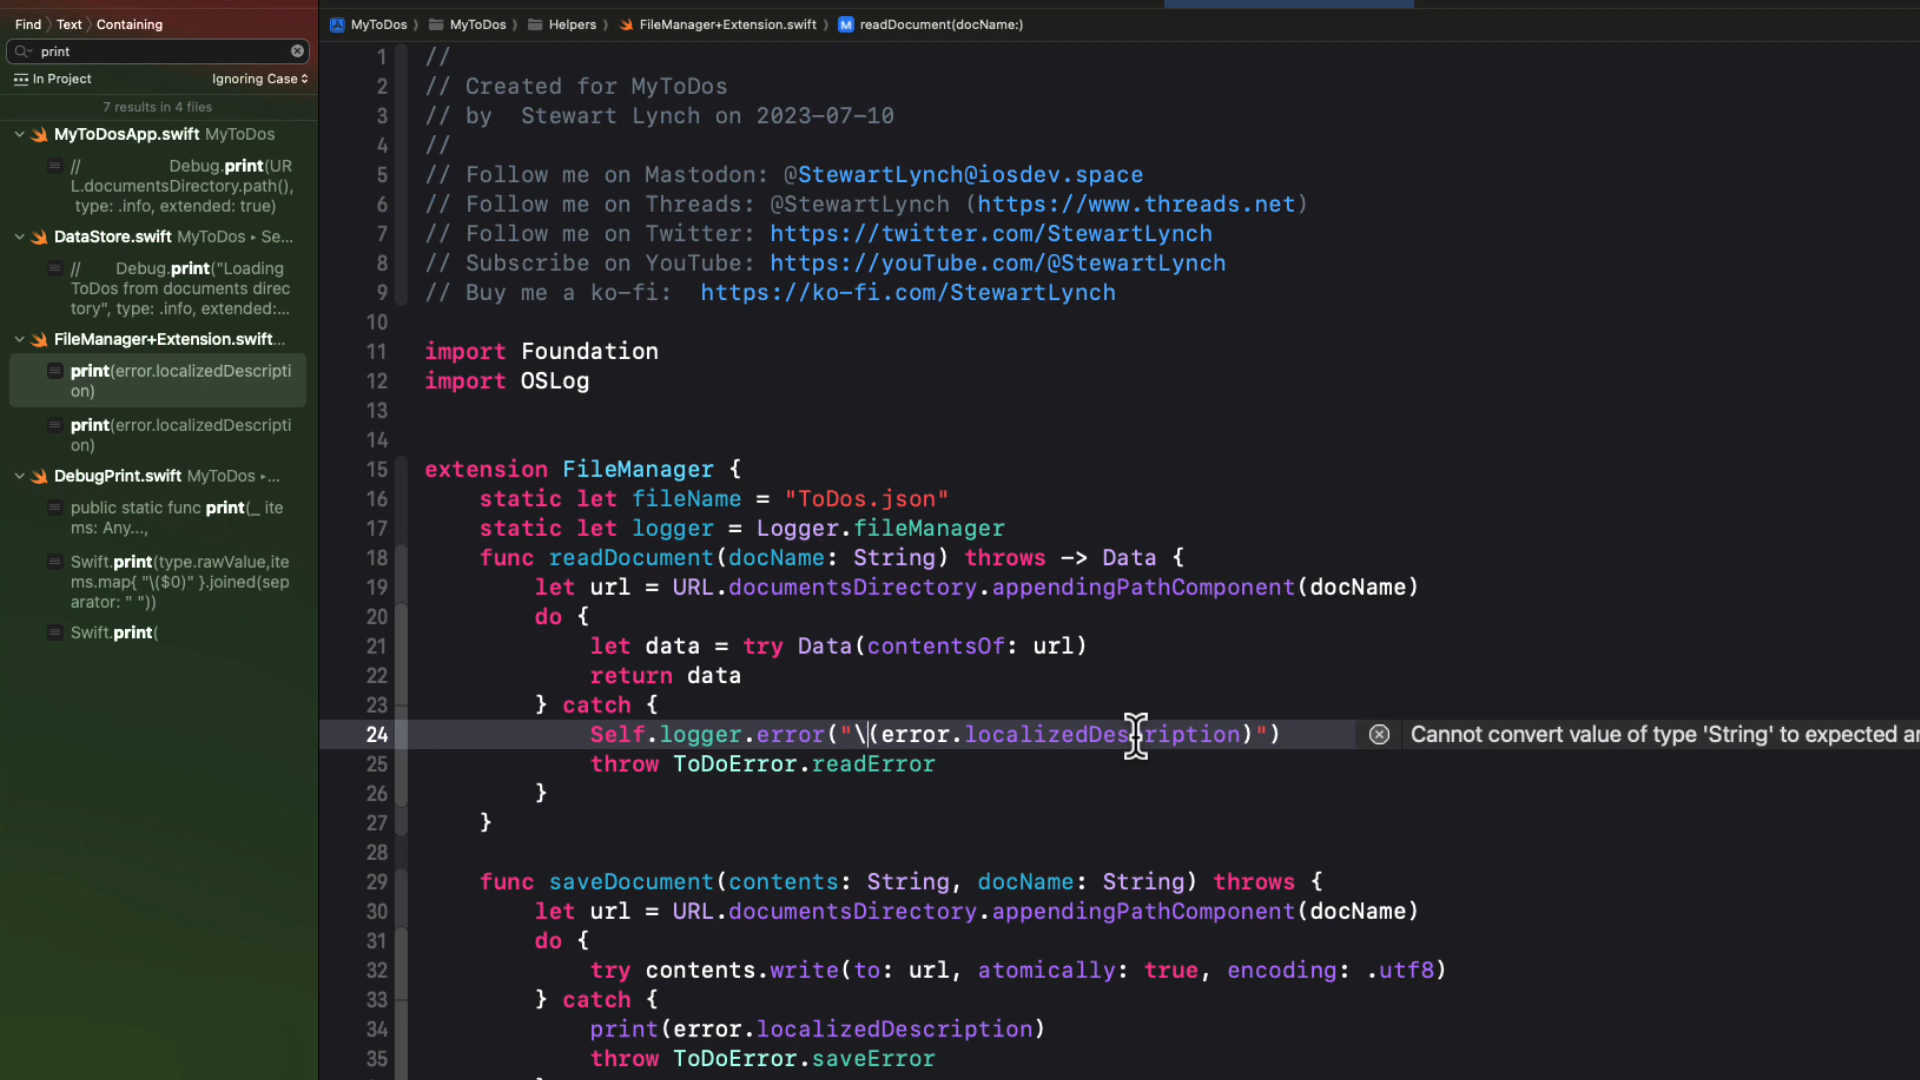 Find
Text
Containing
print
In Project
Ignoring Case
7 results in 4 files
MyToDosApp.swift MyToDos
// Debug.print(UR
L.documentsDirectory.path(),
type: .info, extended: true)
DataStore.swift MyToDos ▸ Se...
// Debug.print("Loading
ToDos from documents direc
tory", type: .info, extended:...
FileManager+Extension.swift...
print(error.localizedDescripti
on)
print(error.localizedDescripti
on)
DebugPrint.swift MyToDos ▸...
public static func print(_ ite
ms: Any...,
Swift.print(type.rawValue,ite
ms.map{ "\($0)" }.joined(sep
arator: " "))
Swift.print(
MyToDos
MyToDos
Helpers
FileManager+Extension.swift
M readDocument(docName:)
1 //
2 // Created for MyToDos
3 // by  Stewart Lynch on 2023-07-10
4 //
5 // Follow me on Mastodon: @StewartLynch@iosdev.space
6 // Follow me on Threads: @StewartLynch (https://www.threads.net)
7 // Follow me on Twitter: https://twitter.com/StewartLynch
8 // Subscribe on YouTube: https://youTube.com/@StewartLynch
9 // Buy me a ko-fi:  https://ko-fi.com/StewartLynch
10
11 import Foundation
12 import OSLog
13
14
15 extension FileManager {
16     static let fileName = "ToDos.json"
17     static let logger = Logger.fileManager
18     func readDocument(docName: String) throws -> Data {
19         let url = URL.documentsDirectory.appendingPathComponent(docName)
20         do {
21             let data = try Data(contentsOf: url)
22             return data
23         } catch {
24             Self.logger.error("\(error.localizedDescription)") Cannot convert value of type 'String' to expected ar
25             throw ToDoError.readError
26         }
27     }
28
29     func saveDocument(contents: String, docName: String) throws {
30         let url = URL.documentsDirectory.appendingPathComponent(docName)
31         do {
32             try contents.write(to: url, atomically: true, encoding: .utf8)
33         } catch {
34             print(error.localizedDescription)
35             throw ToDoError.saveError